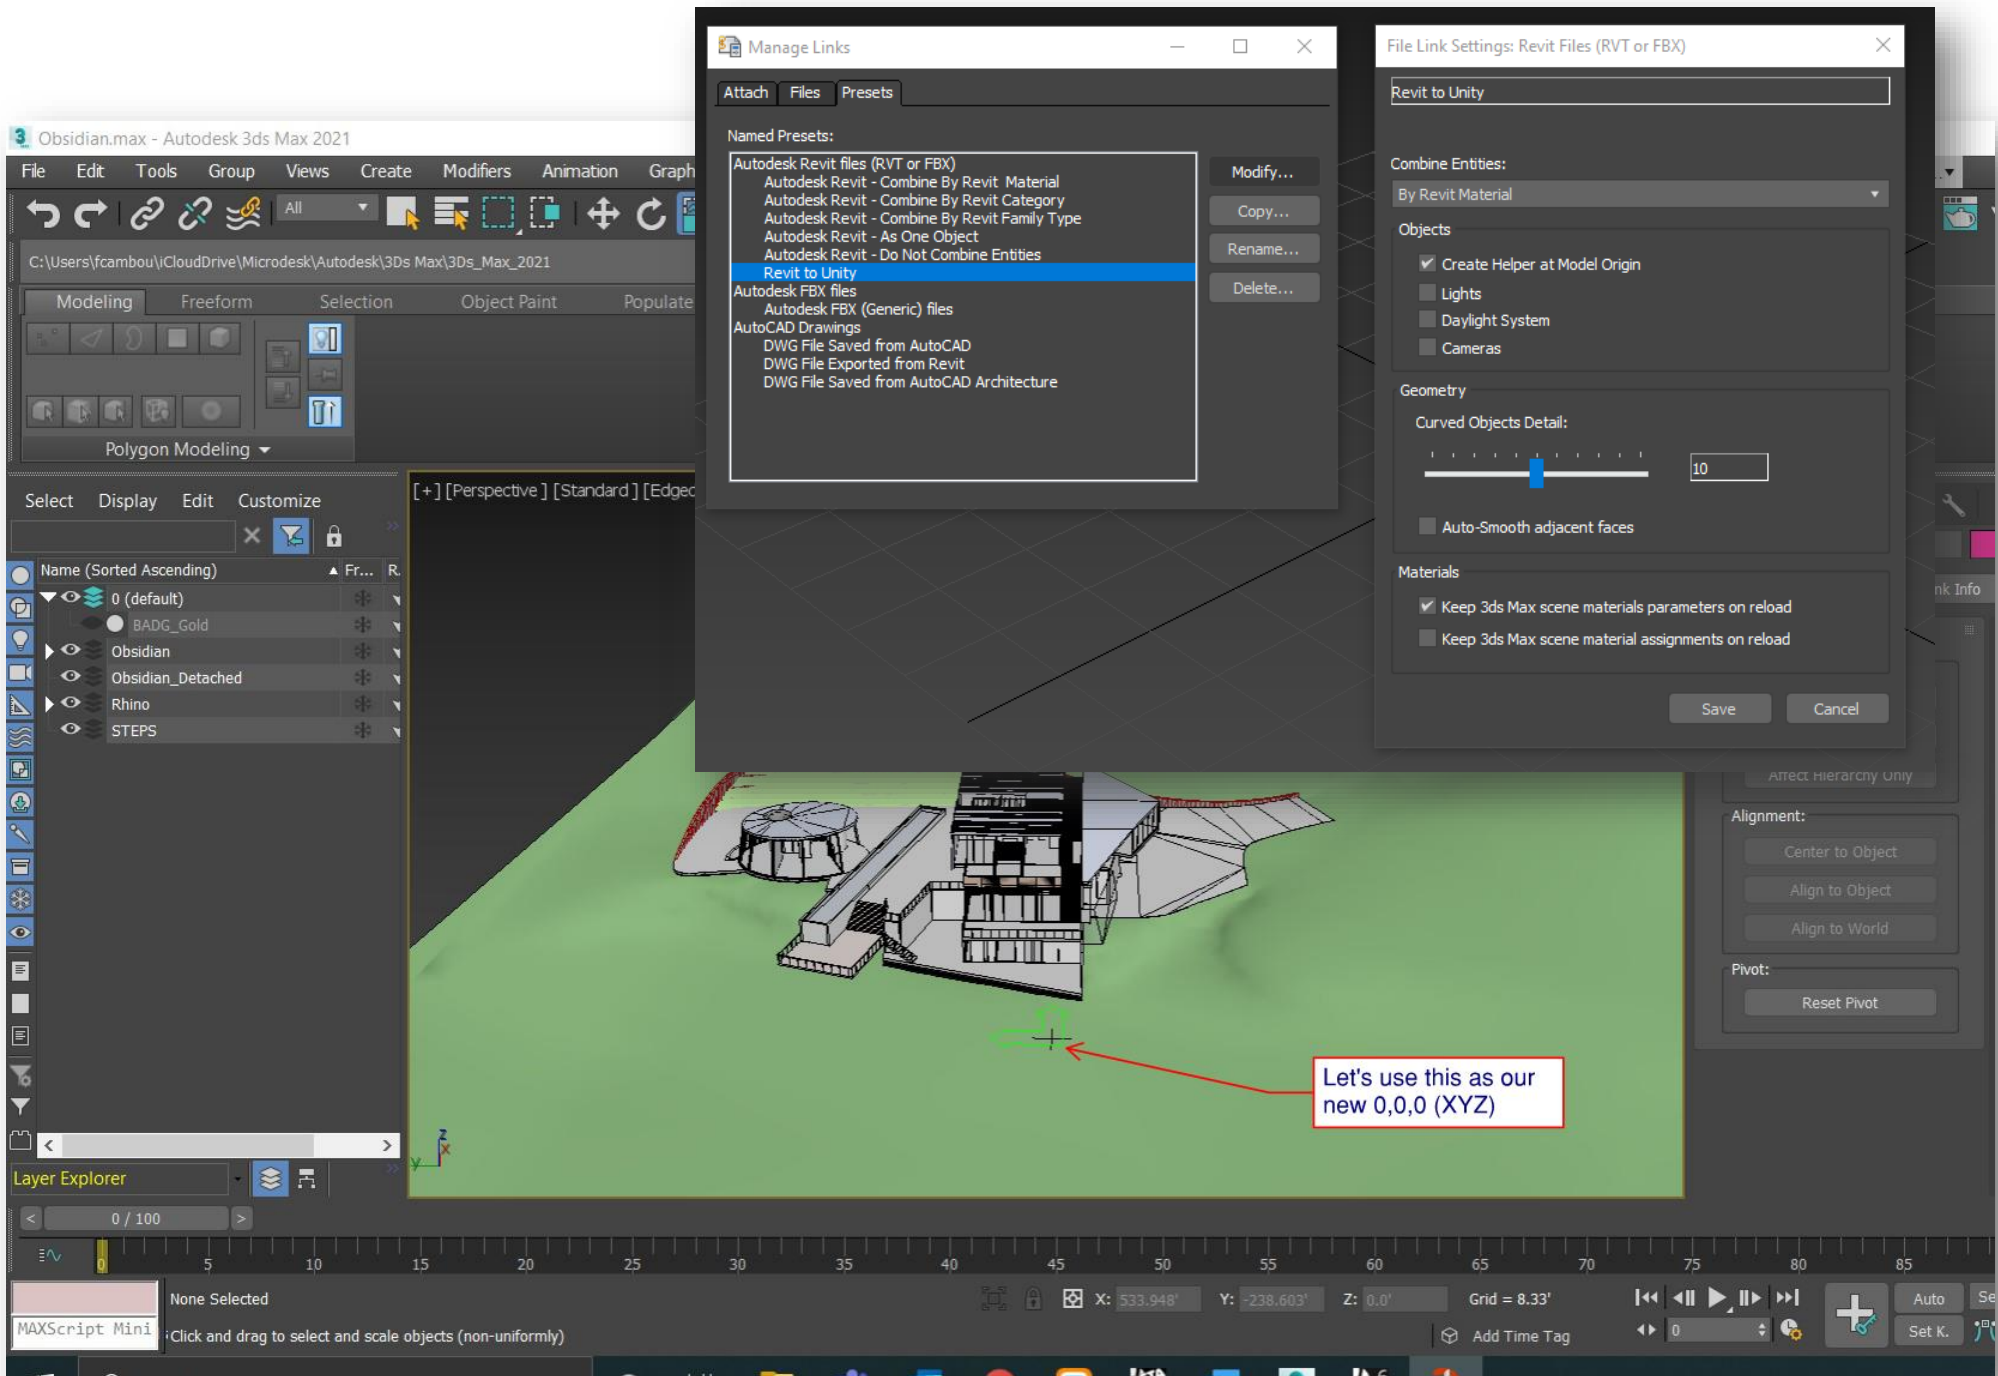 Manage Links
Attach Files Presets
Named Presets:
Autodesk Revit files (RVT or FBX)
Autodesk Revit - Combine By Revit Material
Autodesk Revit - Combine By Revit Category
Autodesk Revit - Combine By Revit Family Type
Autodesk Revit - As One Object
Autodesk Revit - Do Not Combine Entities
Revit to Unity
Autodesk FBX files
Autodesk FBX (Generic) files
AutoCAD Drawings
DWG File Saved from AutoCAD
DWG File Exported from Revit
DWG File Saved from AutoCAD Architecture
Modify...
Copy...
Rename...
Delete...
File Link Settings: Revit Files (RVT or FBX)
Revit to Unity
Combine Entities:
By Revit Material
Objects
Create Helper at Model Origin
Lights
Daylight System
Cameras
Geometry
Curved Objects Detail:
10
Auto-Smooth adjacent faces
Materials
Keep 3ds Max scene materials parameters on reload
Keep 3ds Max scene material assignments on reload
Save Cancel
3 Obsidian.max - Autodesk 3ds Max 2021
File Edit Tools Group Views Create Modifiers Animation Graph
All
C:\Users\fcambou\iCloudDrive\Microdesk\Autodesk\3Ds Max\3Ds_Max_2021
Modeling Freeform Selection Object Paint Populate
Polygon Modeling
Select Display Edit Customize
[+] [Perspective] [Standard] [Edged
Name (Sorted Ascending) Fr... R.
0 (default)
BADG_Gold
Obsidian
Obsidian_Detached
Rhino
STEPS
nk Info
Affect Hierarchy Only
Alignment:
Center to Object
Align to Object
Align to World
Pivot:
Reset Pivot
Let's use this as our
new 0,0,0 (XYZ)
z
x
y
Layer Explorer
< 0 / 100 >
0 5 10 15 20 25 30 35 40 45 50 55 60 65 70 75 80 85
None Selected
X: 533.948' Y: -238.603' Z: 0.0' Grid = 8.33'
Auto Se
MAXScript Mini
Click and drag to select and scale objects (non-uniformly)
Add Time Tag
0
Set K.